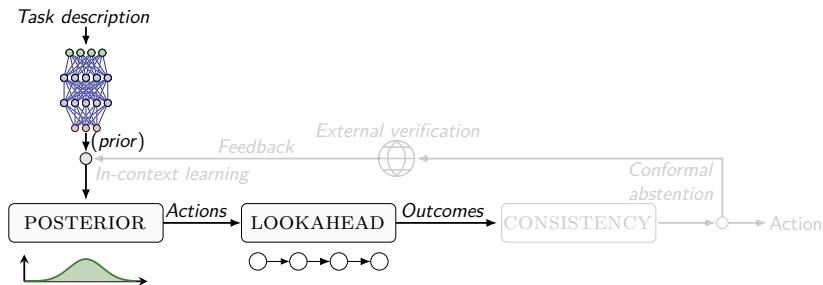 Task description
(prior)
External verification
Feedback
In-context learning
Conformal
abstention
POSTERIOR
Actions
LOOKAHEAD
Outcomes
CONSISTENCY
Action